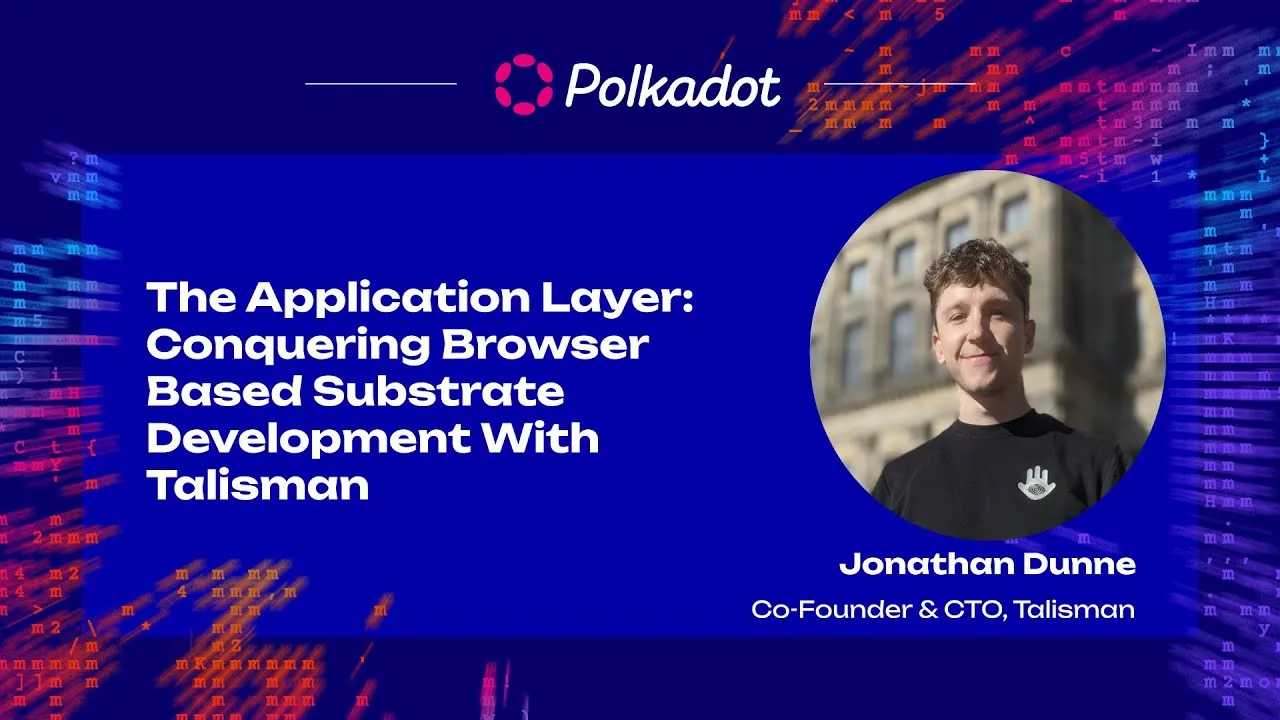 Polkadot
The Application Layer:
Conquering Browser
Based Substrate
Development With
Talisman
Jonathan Dunne
Co-Founder & CTO, Talisman